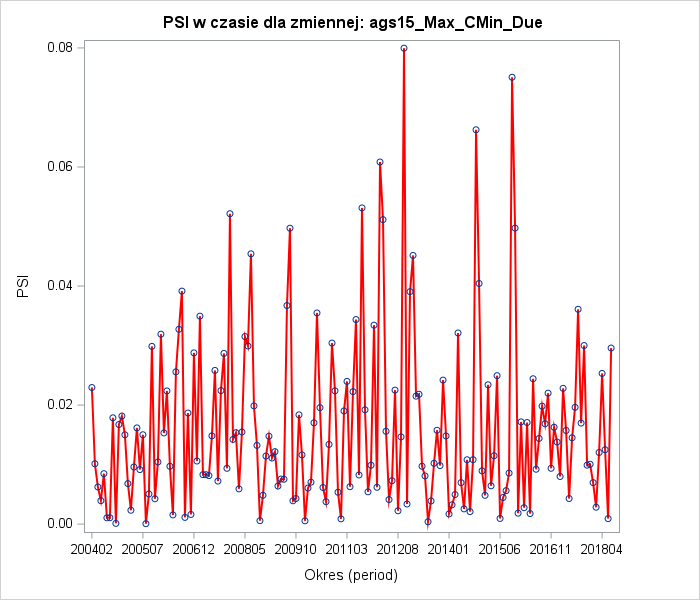 PSI w czasie dla zmiennej: ags15_Max_CMin_Due
0.08
0.06
0.04
0.02
0.00
PSI
200402 200507 200612 200805 200910 201103 201208 201401 201506 201611 201804
Okres (period)